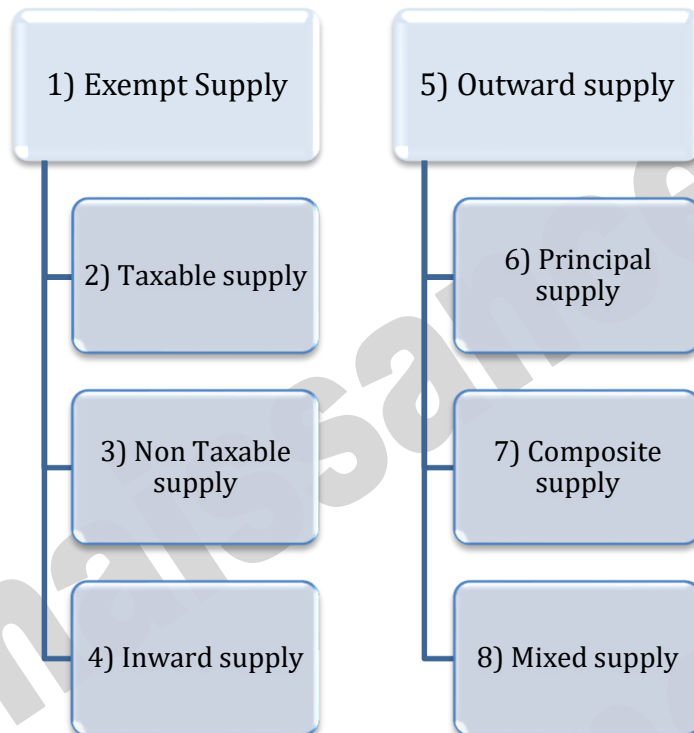 1) Exempt Supply
2) Taxable supply
3) Non Taxable
supply
4) Inward supply
5) Outward supply
6) Principal
supply
7) Composite
supply
8) Mixed supply